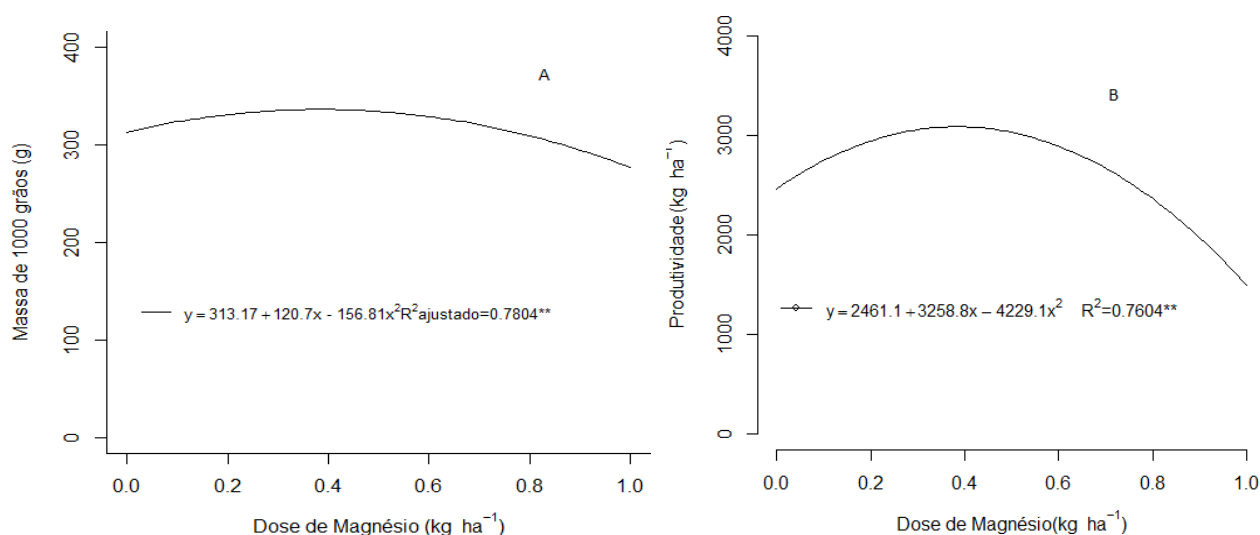 A
Massa de 1000 grãos (g)
400
300
200
100
0
y = 313.17 + 120.7x - 156.81x²R²ajustado=0.7804**
0.0 0.2 0.4 0.6 0.8 1.0
Dose de Magnésio (kg ha⁻¹)
B
Produtividade (kg ha⁻¹)
4000
3000
2000
1000
0
y = 2461.1 + 3258.8x – 4229.1x² R²=0.7604**
0.0 0.2 0.4 0.6 0.8 1.0
Dose de Magnésio(kg ha⁻¹)